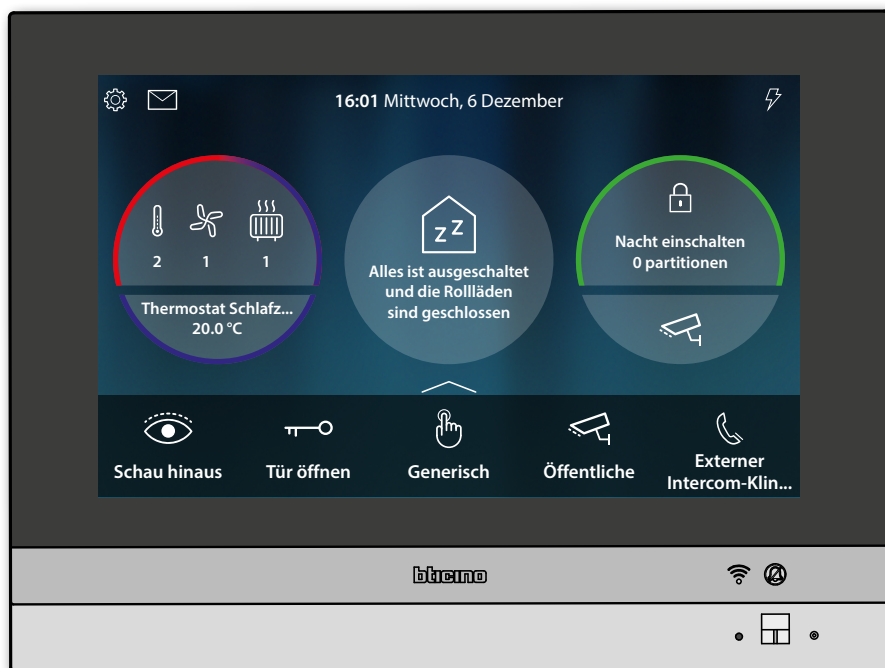 16:01 Mittwoch, 6 Dezember
2 1 1
Thermostat Schlafz...
20.0 °C
zZ
Alles ist ausgeschaltet
und die Rollläden
sind geschlossen
Nacht einschalten
0 partitionen
Schau hinaus
Tür öffnen
Generisch
Öffentliche
Externer
Intercom-Klin...
bticino